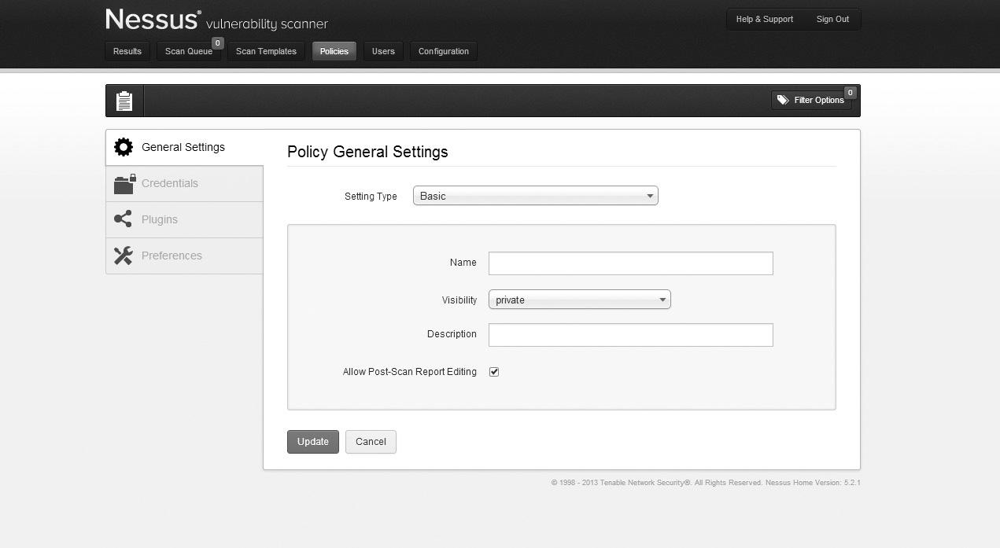 Nessus® vulnerability scanner
Help & Support Sign Out
Results Scan Queue 0 Scan Templates Policies Users Configuration
Filter Options 0
General Settings
Credentials
Plugins
Preferences
Policy General Settings
Setting Type Basic
Name
Visibility private
Description
Allow Post-Scan Report Editing
Update Cancel
© 1998 - 2013 Tenable Network Security®. All Rights Reserved. Nessus Home Version: 5.2.1